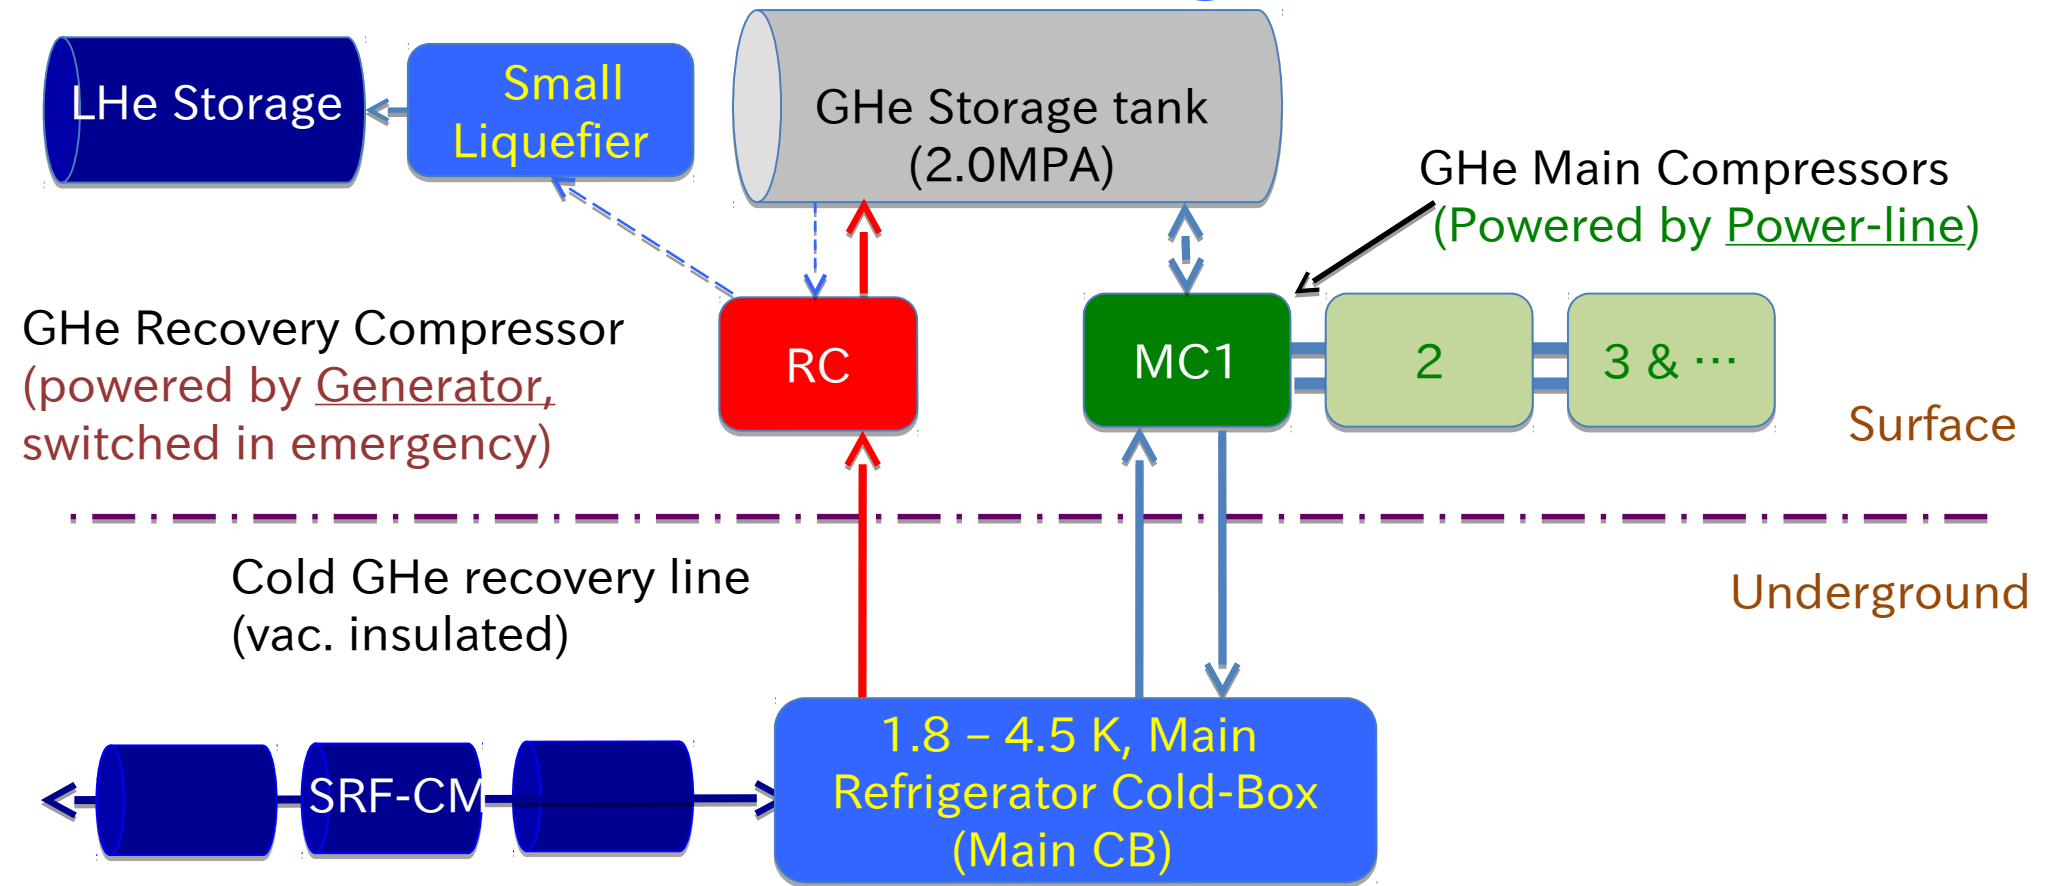 LHe Storage
Small
Liquefier
GHe Storage tank
(2.0MPA)
GHe Main Compressors
(Powered by Power-line)
GHe Recovery Compressor
(powered by Generator,
switched in emergency)
RC
MC1
2
3 & ⋯
Surface
Cold GHe recovery line
(vac. insulated)
Underground
SRF-CM
1.8 – 4.5 K, Main
Refrigerator Cold-Box
(Main CB)